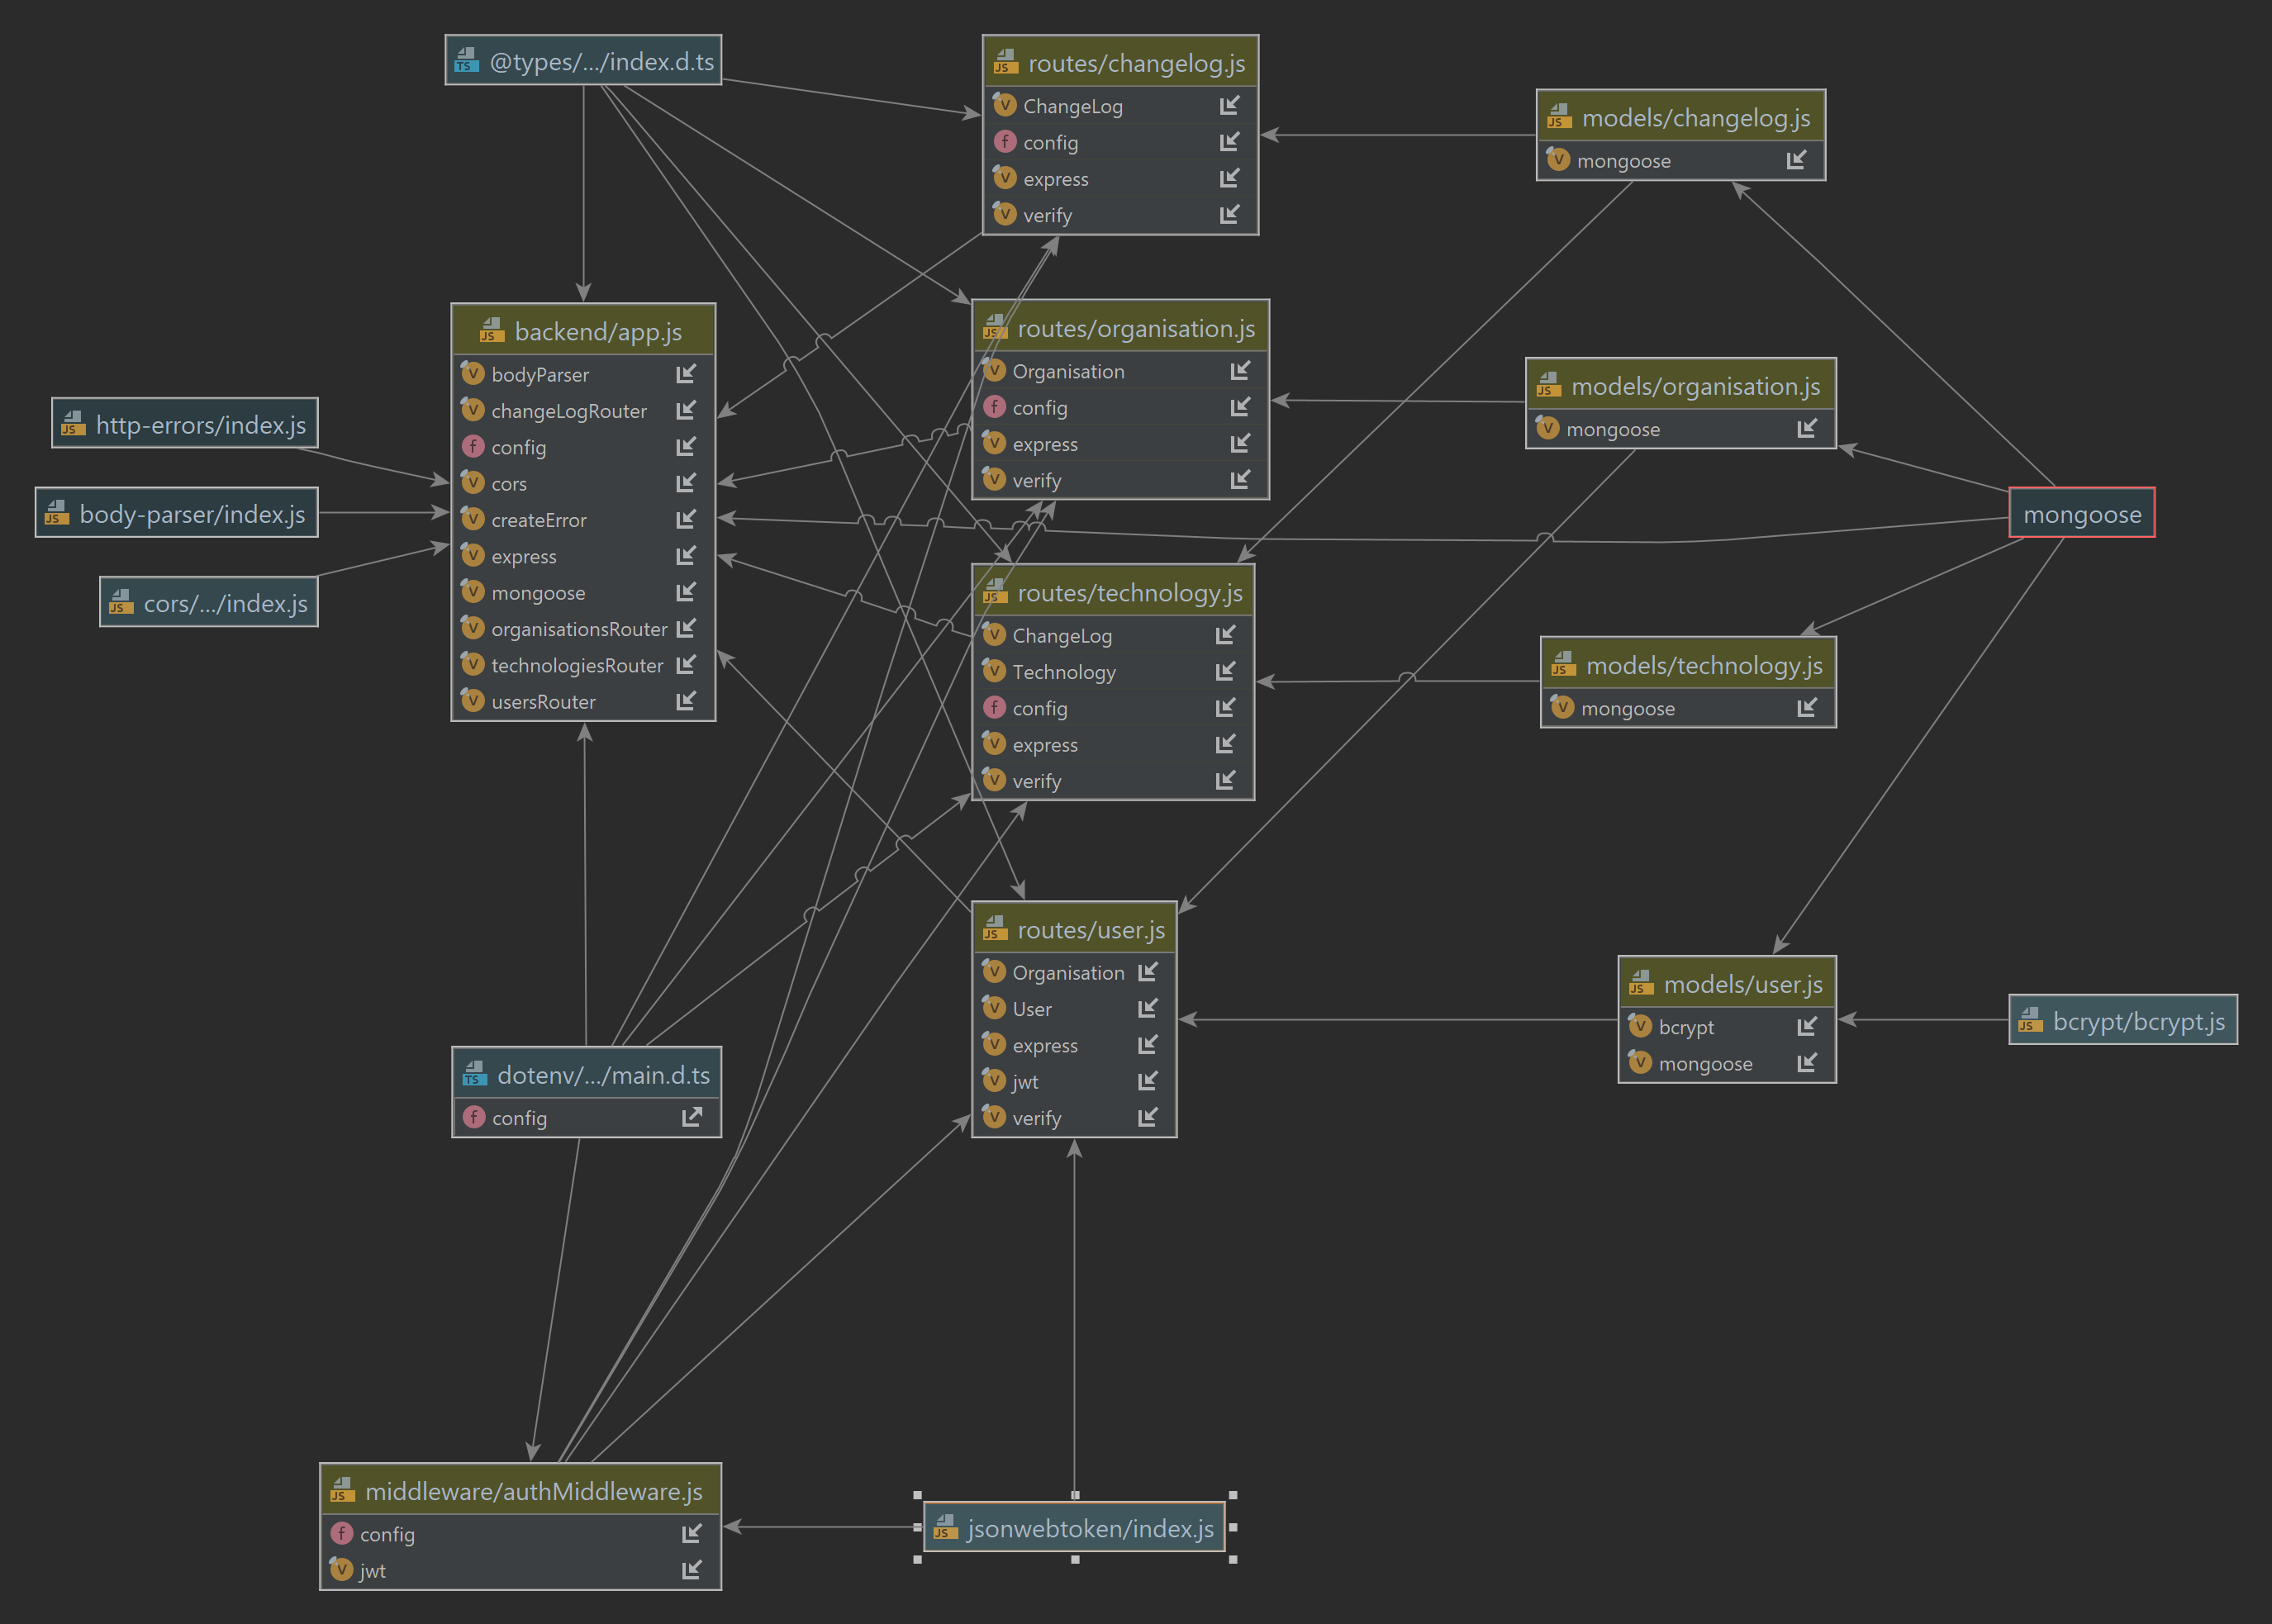 @types/.../index.d.ts
routes/changelog.js
ChangeLog
config
express
verify
models/changelog.js
mongoose
backend/app.js
bodyParser
changeLogRouter
config
cors
createError
express
mongoose
organisationsRouter
technologiesRouter
usersRouter
http-errors/index.js
body-parser/index.js
cors/.../index.js
routes/organisation.js
Organisation
config
express
verify
models/organisation.js
mongoose
mongoose
routes/technology.js
ChangeLog
Technology
config
express
verify
models/technology.js
mongoose
routes/user.js
Organisation
User
express
jwt
verify
models/user.js
bcrypt
mongoose
bcrypt/bcrypt.js
dotenv/.../main.d.ts
config
middleware/authMiddleware.js
config
jwt
jsonwebtoken/index.js